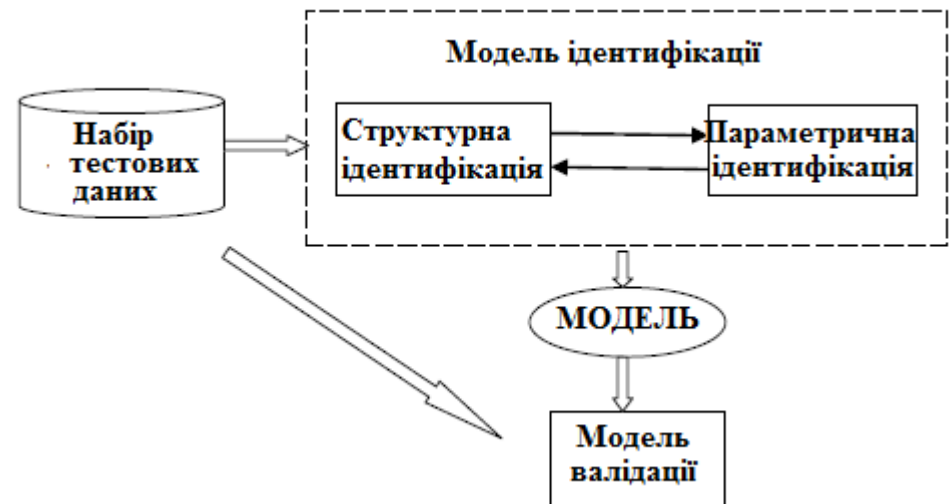 Модель ідентифікації
Набір
тестових
даних
Структурна
ідентифікація
Параметрична
ідентифікація
МОДЕЛЬ
Модель
валідації